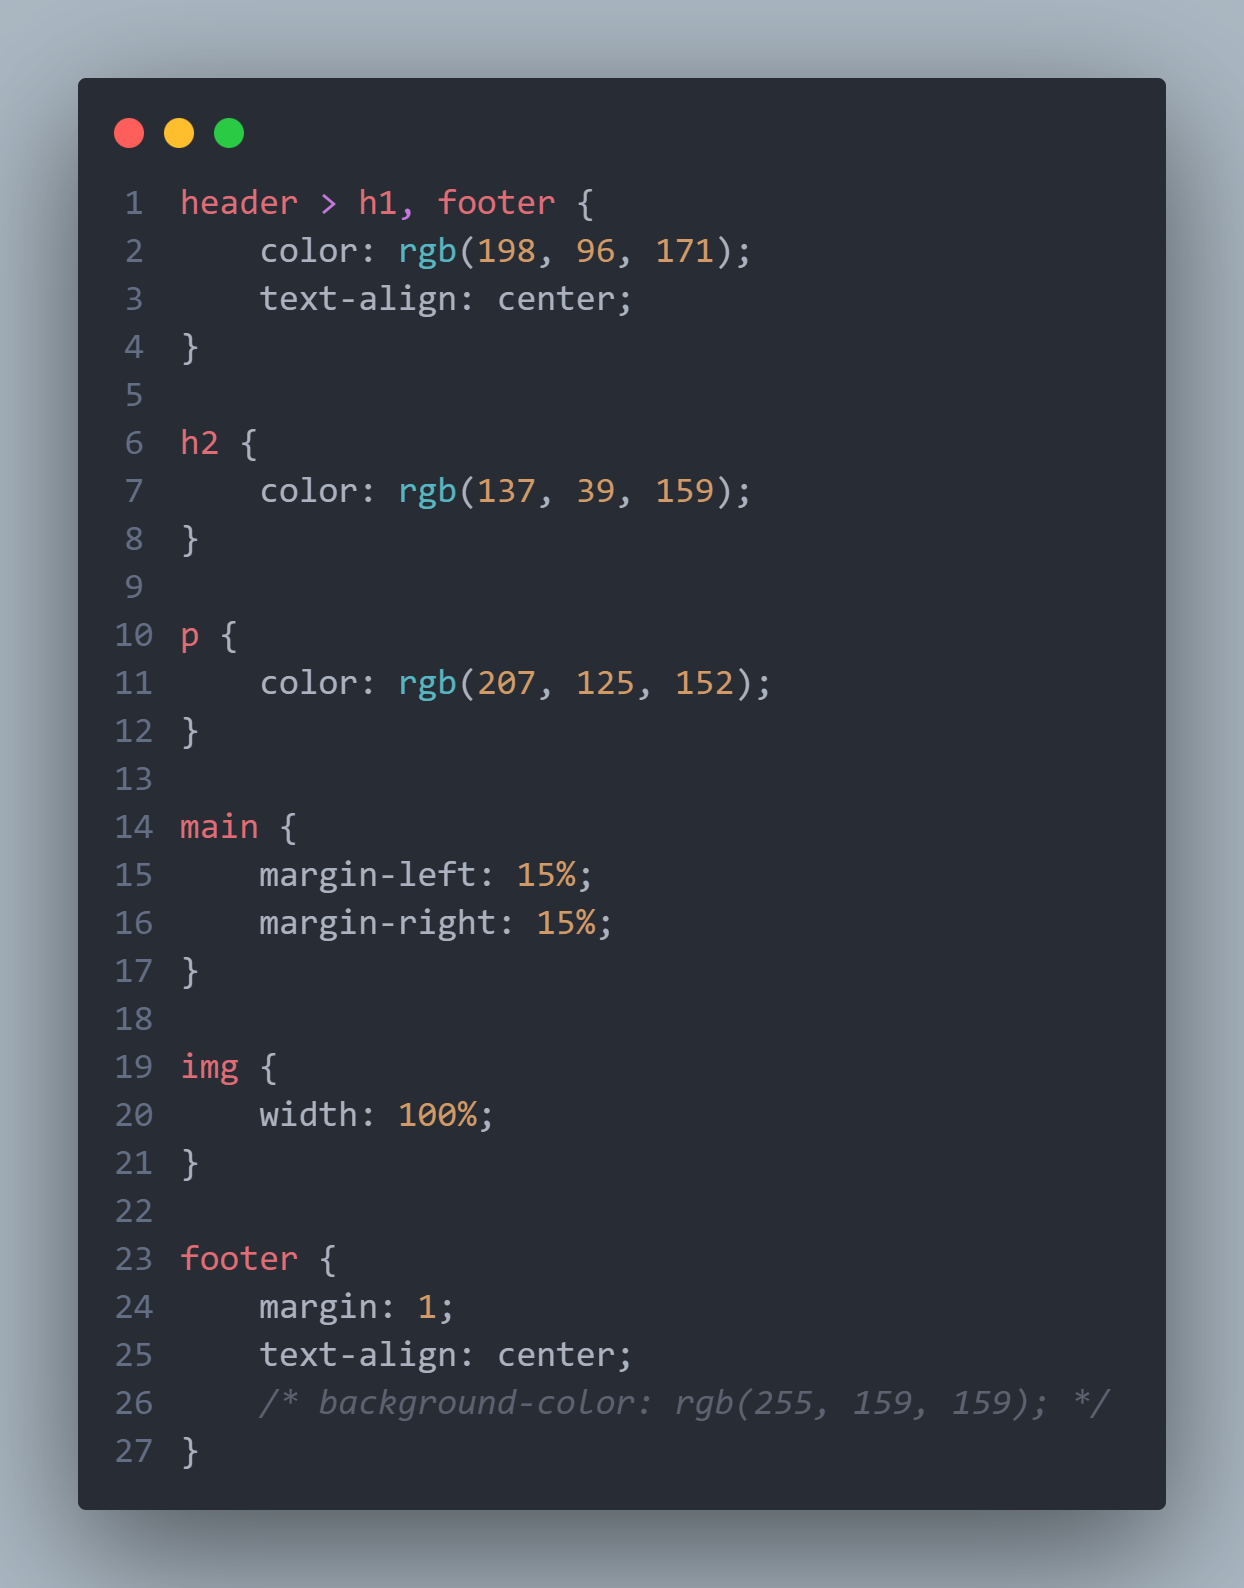 1 header > h1, footer {
2     color: rgb(198, 96, 171);
3     text-align: center;
4 }
5
6 h2 {
7     color: rgb(137, 39, 159);
8 }
9
10 p {
11     color: rgb(207, 125, 152);
12 }
13
14 main {
15     margin-left: 15%;
16     margin-right: 15%;
17 }
18
19 img {
20     width: 100%;
21 }
22
23 footer {
24     margin: 1;
25     text-align: center;
26     /* background-color: rgb(255, 159, 159); */
27 }